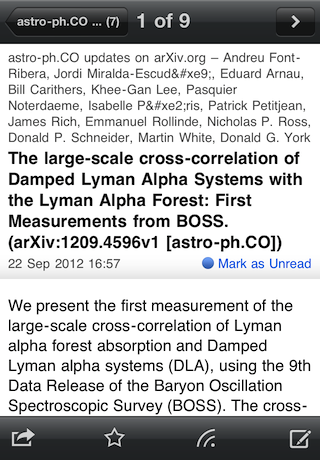 astro-ph.CO ... (7)
1 of 9
astro-ph.CO updates on arXiv.org – Andreu Font-
Ribera, Jordi Miralda-Escud&#xe9;, Eduard Arnau,
Bill Carithers, Khee-Gan Lee, Pasquier
Noterdaeme, Isabelle P&#xe2;ris, Patrick Petitjean,
James Rich, Emmanuel Rollinde, Nicholas P. Ross,
Donald P. Schneider, Martin White, Donald G. York
The large-scale cross-correlation of
Damped Lyman Alpha Systems with
the Lyman Alpha Forest: First
Measurements from BOSS.
(arXiv:1209.4596v1 [astro-ph.CO])
22 Sep 2012 16:57
Mark as Unread
We present the first measurement of the
large-scale cross-correlation of Lyman
alpha forest absorption and Damped
Lyman alpha systems (DLA), using the 9th
Data Release of the Baryon Oscillation
Spectroscopic Survey (BOSS). The cross-